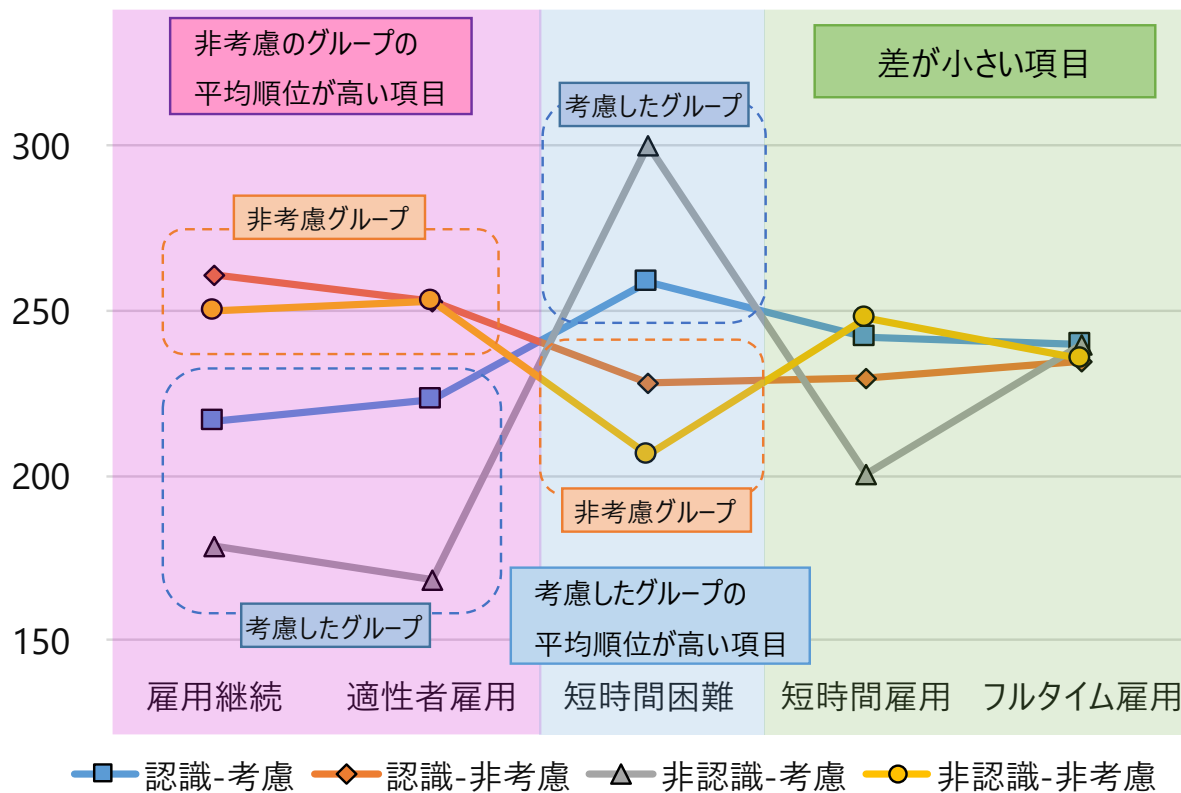 非考慮のグループの
平均順位が高い項目
考慮したグループ
差が小さい項目
300
250
200
150
非考慮グループ
考慮したグループ
非考慮グループ
考慮したグループの
平均順位が高い項目
雇用継続
適性者雇用
短時間困難
短時間雇用
フルタイム雇用
認識-考慮
認識-非考慮
非認識-考慮
非認識-非考慮